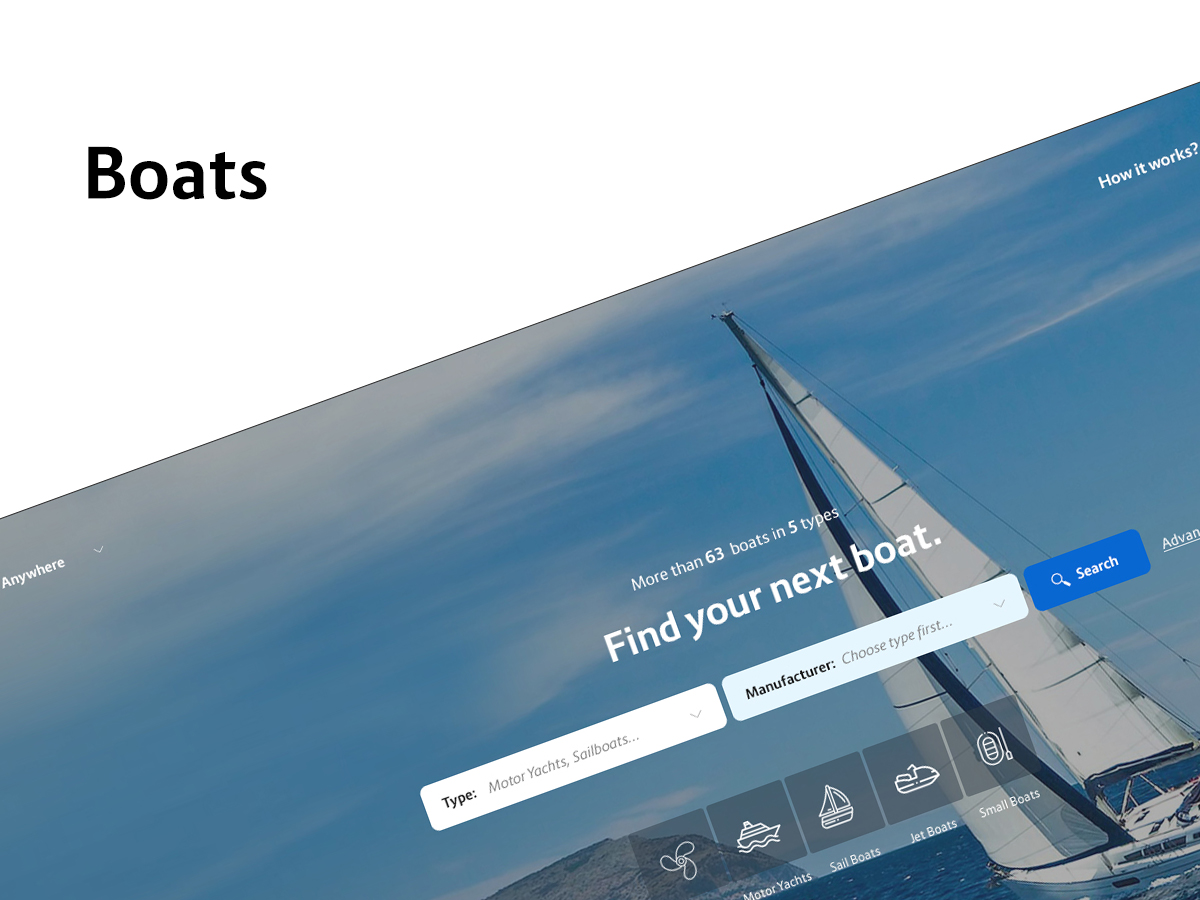 Boats
How it works?
Anywhere
More than 63 boats in 5 types
Find your next boat.
Type: Motor Yachts, Sailboats...
Manufacturer: Choose type first...
Search
Motor Yachts
Sail Boats
Jet Boats
Small Boats